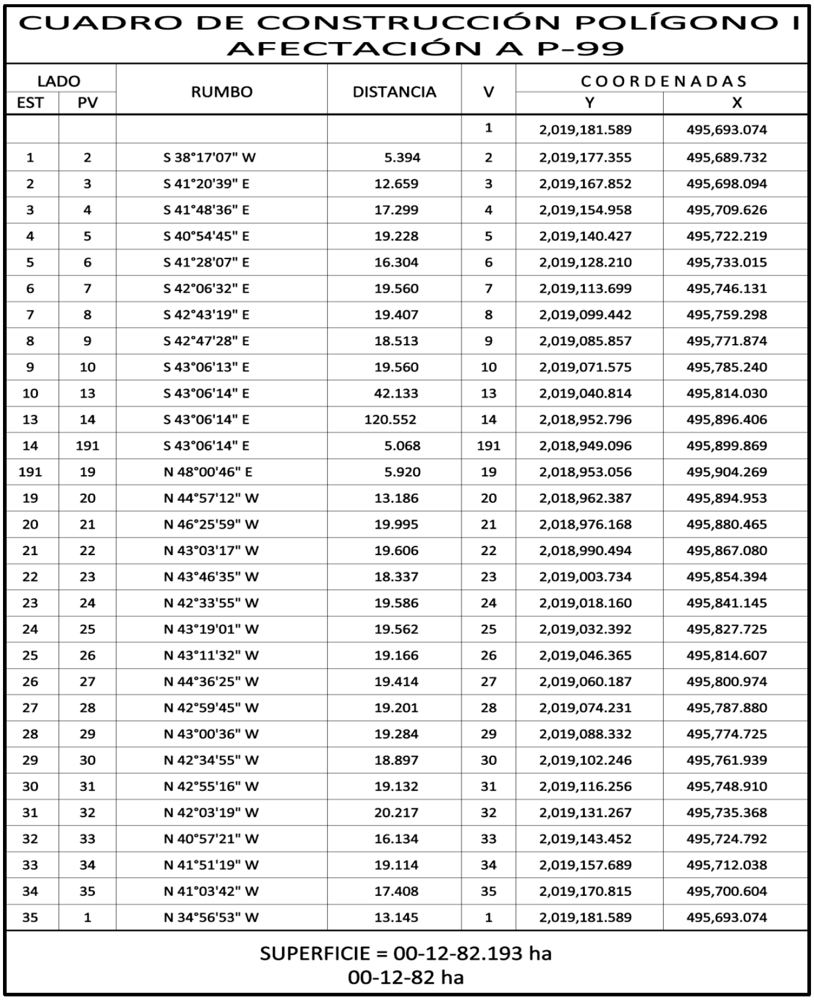 CUADRO DE CONSTRUCCIÓN POLÍGONO I
AFECTACIÓN A P-99
LADO RUMBO DISTANCIA V COORDENADAS
EST PV Y X
1 2,019,181.589 495,693.074
1 2 S 38°17'07" W 5.394 2 2,019,177.355 495,689.732
2 3 S 41°20'39" E 12.659 3 2,019,167.852 495,698.094
3 4 S 41°48'36" E 17.299 4 2,019,154.958 495,709.626
4 5 S 40°54'45" E 19.228 5 2,019,140.427 495,722.219
5 6 S 41°28'07" E 16.304 6 2,019,128.210 495,733.015
6 7 S 42°06'32" E 19.560 7 2,019,113.699 495,746.131
7 8 S 42°43'19" E 19.407 8 2,019,099.442 495,759.298
8 9 S 42°47'28" E 18.513 9 2,019,085.857 495,771.874
9 10 S 43°06'13" E 19.560 10 2,019,071.575 495,785.240
10 13 S 43°06'14" E 42.133 13 2,019,040.814 495,814.030
13 14 S 43°06'14" E 120.552 14 2,018,952.796 495,896.406
14 191 S 43°06'14" E 5.068 191 2,018,949.096 495,899.869
191 19 N 48°00'46" E 5.920 19 2,018,953.056 495,904.269
19 20 N 44°57'12" W 13.186 20 2,018,962.387 495,894.953
20 21 N 46°25'59" W 19.995 21 2,018,976.168 495,880.465
21 22 N 43°03'17" W 19.606 22 2,018,990.494 495,867.080
22 23 N 43°46'35" W 18.337 23 2,019,003.734 495,854.394
23 24 N 42°33'55" W 19.586 24 2,019,018.160 495,841.145
24 25 N 43°19'01" W 19.562 25 2,019,032.392 495,827.725
25 26 N 43°11'32" W 19.166 26 2,019,046.365 495,814.607
26 27 N 44°36'25" W 19.414 27 2,019,060.187 495,800.974
27 28 N 42°59'45" W 19.201 28 2,019,074.231 495,787.880
28 29 N 43°00'36" W 19.284 29 2,019,088.332 495,774.725
29 30 N 42°34'55" W 18.897 30 2,019,102.246 495,761.939
30 31 N 42°55'16" W 19.132 31 2,019,116.256 495,748.910
31 32 N 42°03'19" W 20.217 32 2,019,131.267 495,735.368
32 33 N 40°57'21" W 16.134 33 2,019,143.452 495,724.792
33 34 N 41°51'19" W 19.114 34 2,019,157.689 495,712.038
34 35 N 41°03'42" W 17.408 35 2,019,170.815 495,700.604
35 1 N 34°56'53" W 13.145 1 2,019,181.589 495,693.074
SUPERFICIE = 00-12-82.193 ha
00-12-82 ha